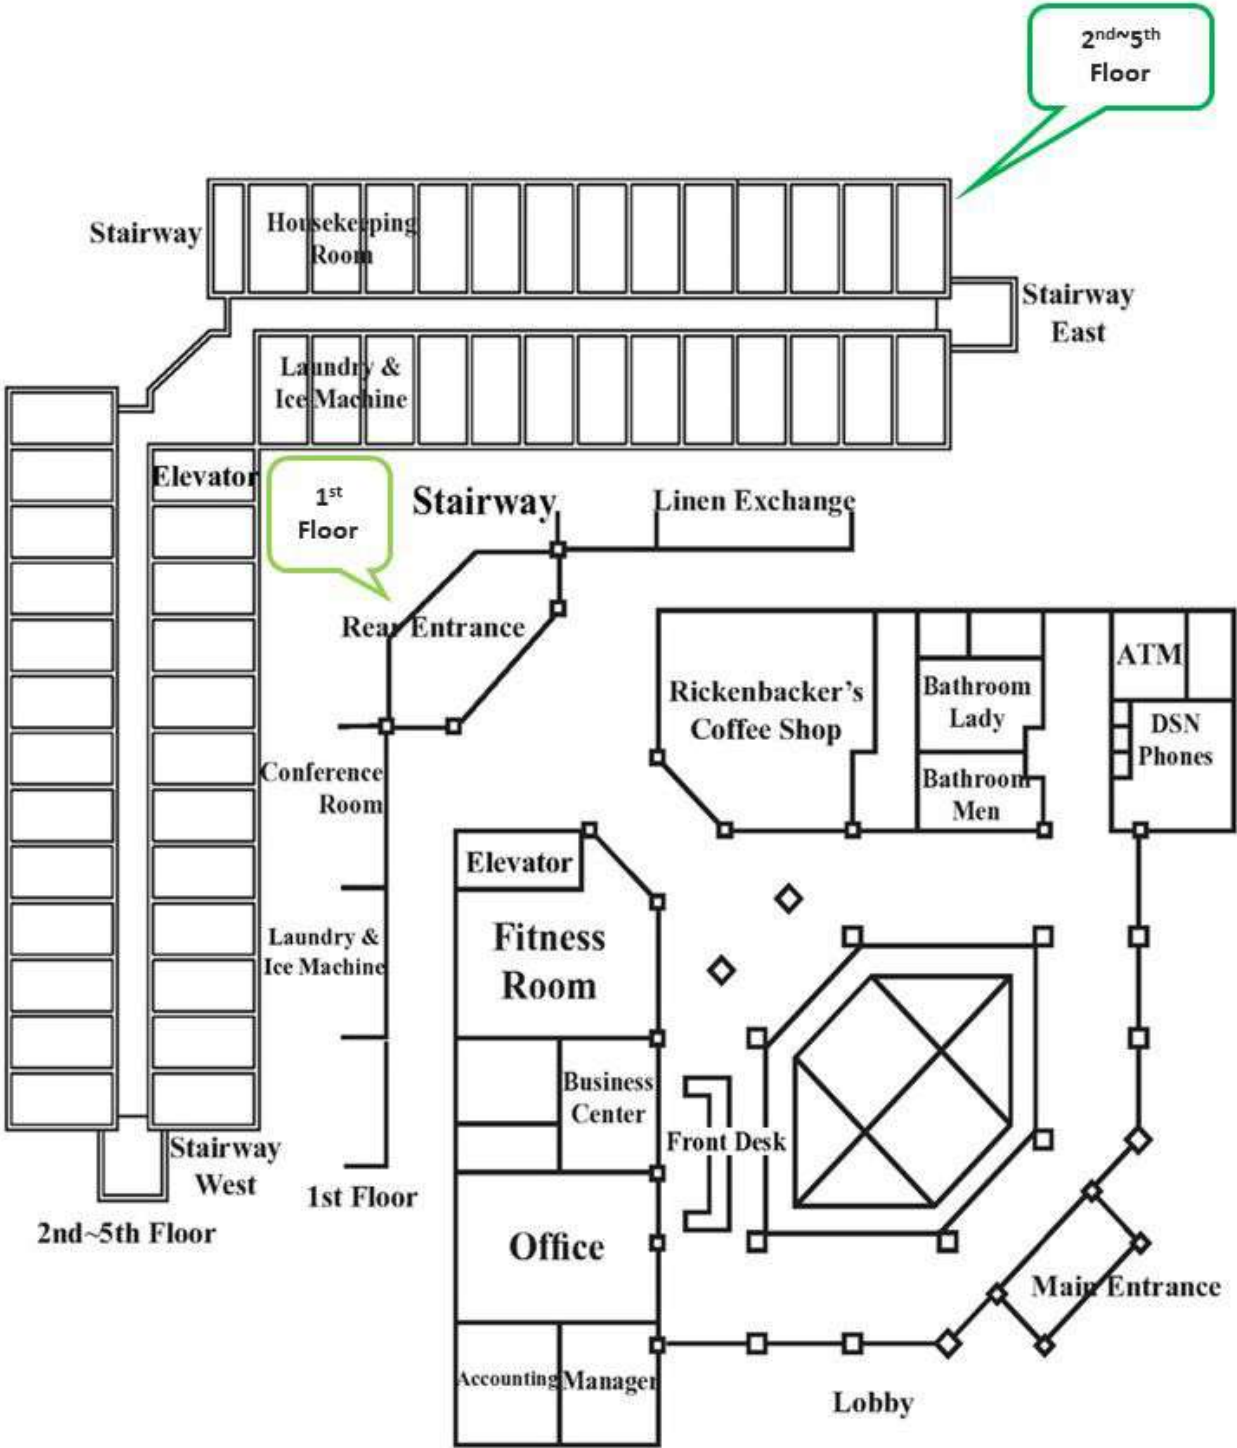 2nd~5th
Floor
Stairway
Housekeeping
Room
Stairway
East
Laundry &
Ice Machine
Elevator
1st
Floor
Stairway
Linen Exchange
Rear Entrance
Rickenbacker's
Coffee Shop
Bathroom
Lady
Bathroom
Men
ATM
DSN
Phones
Conference
Room
Elevator
Fitness
Room
Laundry &
Ice Machine
Business
Center
Front Desk
Stairway
West
1st Floor
2nd~5th Floor
Office
Main Entrance
Accounting
Manager
Lobby